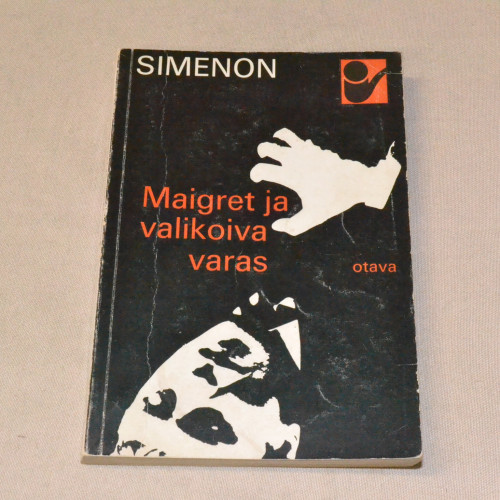 SIMENON
Maigret ja
valikoiva
varas
otava